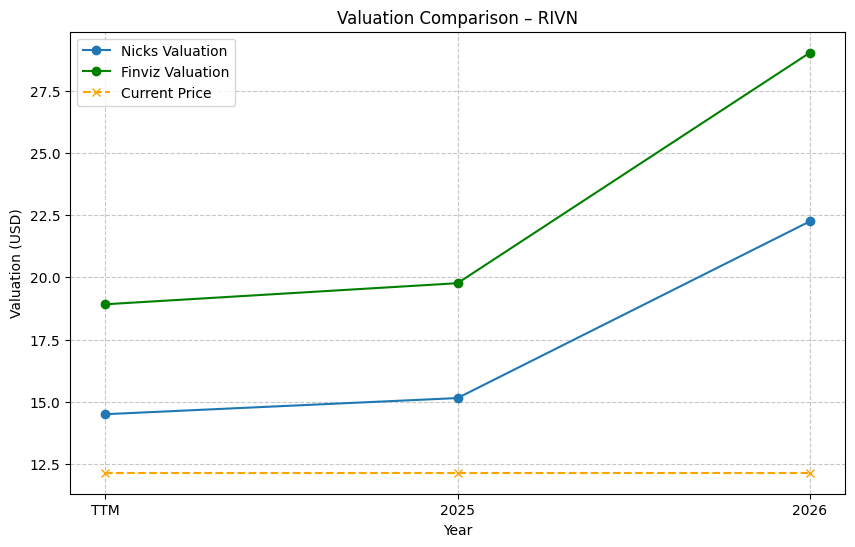 Valuation Comparison – RIVN
Nicks Valuation
Finviz Valuation
Current Price
Valuation (USD)
27.5
25.0
22.5
20.0
17.5
15.0
12.5
TTM
2025
2026
Year